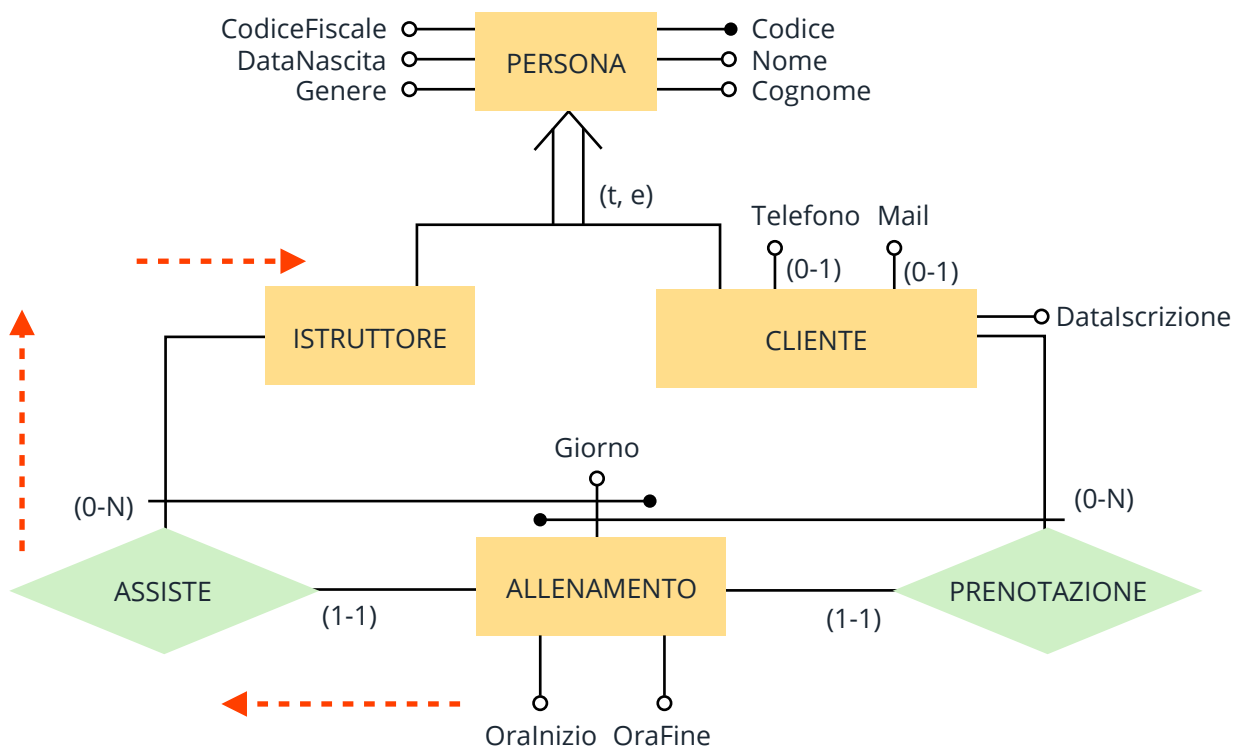 CodiceFiscale
DataNascita
Genere
PERSONA
Codice
Nome
Cognome
(t, e)
Telefono
Mail
(0-1)
(0-1)
ISTRUTTORE
CLIENTE
DataIscrizione
Giorno
(0-N)
(0-N)
ASSISTE
ALLENAMENTO
PRENOTAZIONE
(1-1)
(1-1)
OraInizio
OraFine